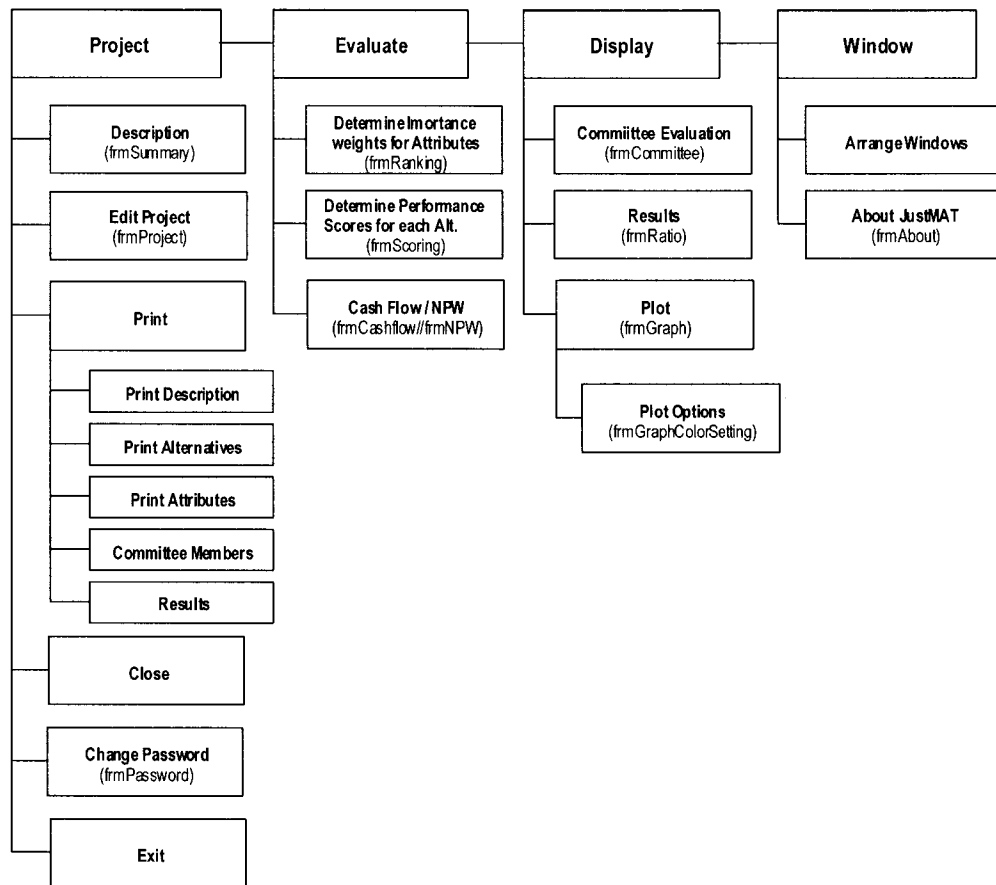 Project
Evaluate
Display
Window
Description
(frmSummary)
Edit Project
(frmProject)
Print
Print Description
Print Alternatives
Print Attributes
Committee Members
Results
Close
Change Password
(frmPassword)
Exit
Determine Imortance
weights for Attributes
(frmRanking)
Determine Performance
Scores for each Alt.
(frmScoring)
Cash Flow / NPW
(frmCashflow//frmNPW)
Commiittee Evaluation
(frmCommittee)
Results
(frmRatio)
Plot
(frmGraph)
Plot Options
(frmGraphColorSetting)
Arrange Windows
About JustMAT
(frmAbout)